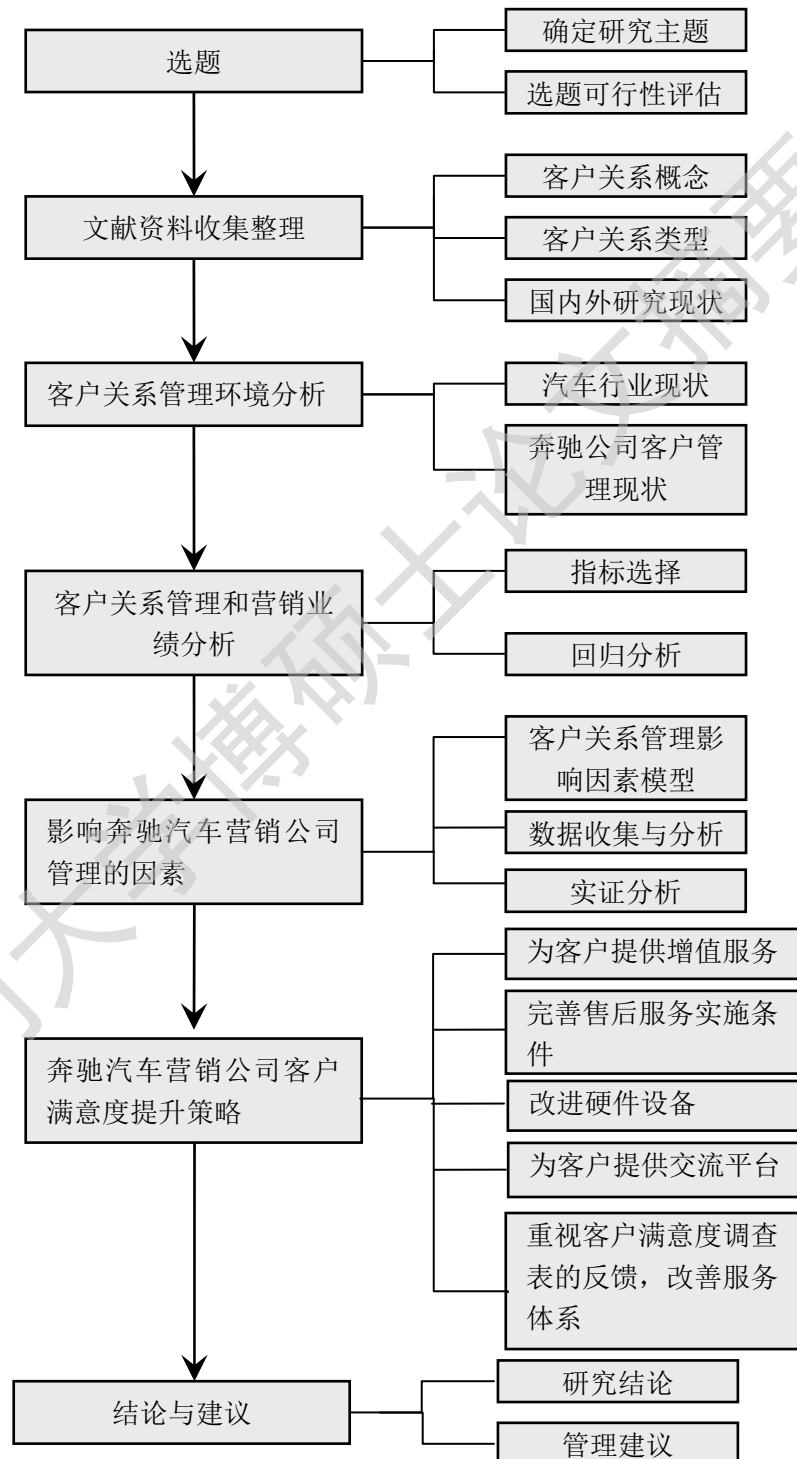 选题
确定研究主题
选题可行性评估
文献资料收集整理
客户关系概念
客户关系类型
国内外研究现状
客户关系管理环境分析
汽车行业现状
奔驰公司客户管
理现状
客户关系管理和营销业
绩分析
指标选择
回归分析
影响奔驰汽车营销公司
管理的因素
客户关系管理影
响因素模型
数据收集与分析
实证分析
奔驰汽车营销公司客户
满意度提升策略
为客户提供增值服务
完善售后服务实施条
件
改进硬件设备
为客户提供交流平台
重视客户满意度调查
表的反馈，改善服务
体系
结论与建议
研究结论
管理建议
大学博硕士论文摘要